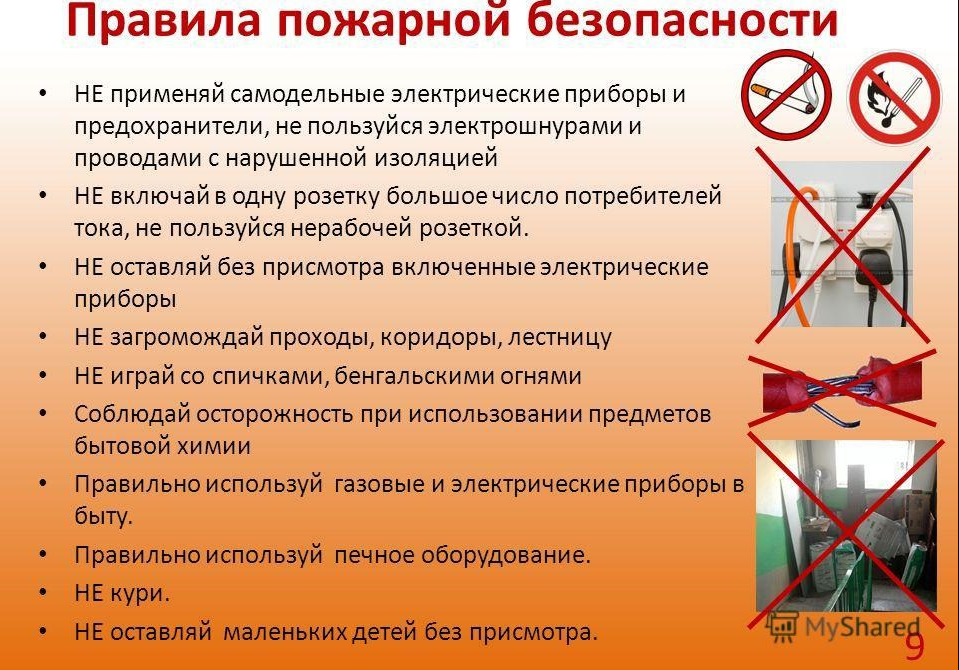 Правила пожарной безопасности
• НЕ применяй самодельные электрические приборы и
предохранители, не пользуйся электрошнурами и
проводами с нарушенной изоляцией
• НЕ включай в одну розетку большое число потребителей
тока, не пользуйся нерабочей розеткой.
• НЕ оставляй без присмотра включенные электрические
приборы
• НЕ загромождай проходы, коридоры, лестницу
• НЕ играй со спичками, бенгальскими огнями
• Соблюдай осторожность при использовании предметов
бытовой химии
• Правильно используй газовые и электрические приборы в
быту.
• Правильно используй печное оборудование.
• НЕ кури.
• НЕ оставляй маленьких детей без присмотра.
MyShared
9